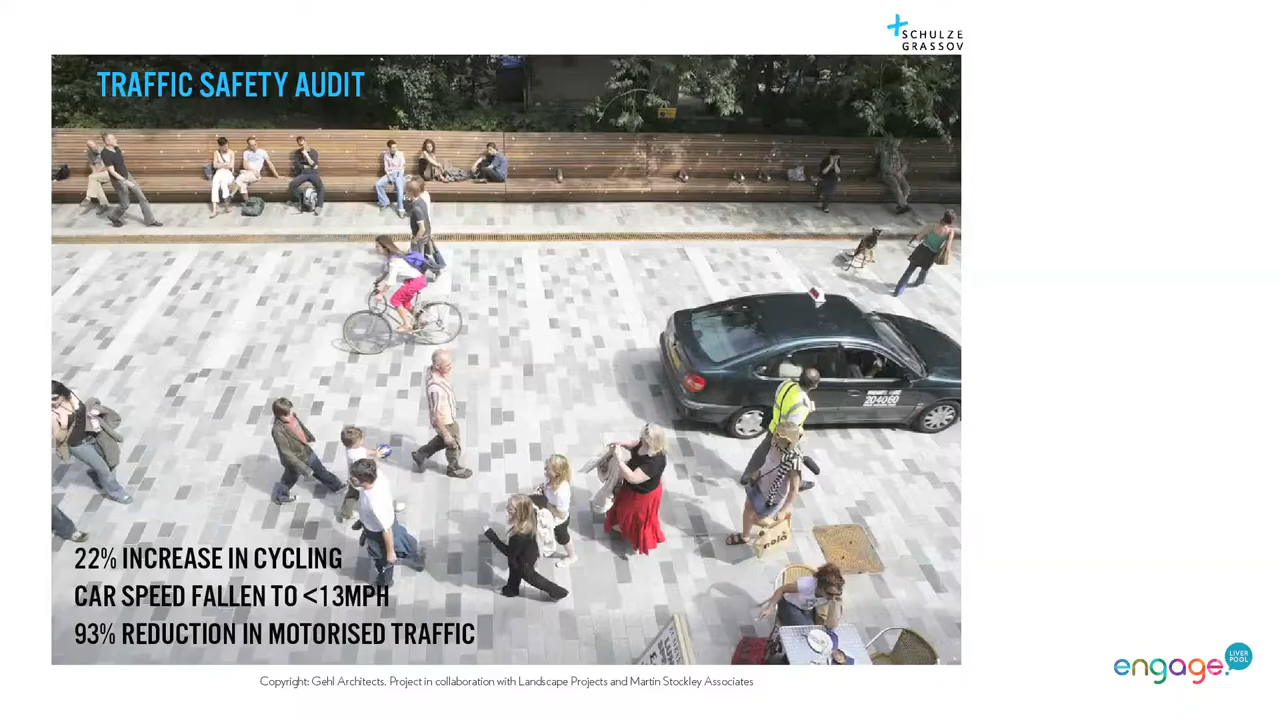 SCHULZE
GRASSOV
TRAFFIC SAFETY AUDIT
204060
22% INCREASE IN CYCLING
CAR SPEED FALLEN TO <13MPH
93% REDUCTION IN MOTORISED TRAFFIC
Copyright: Gehl Architects. Project in collaboration with Landscape Projects and Martin Stockley Associates
engage!
LIVER
POOL